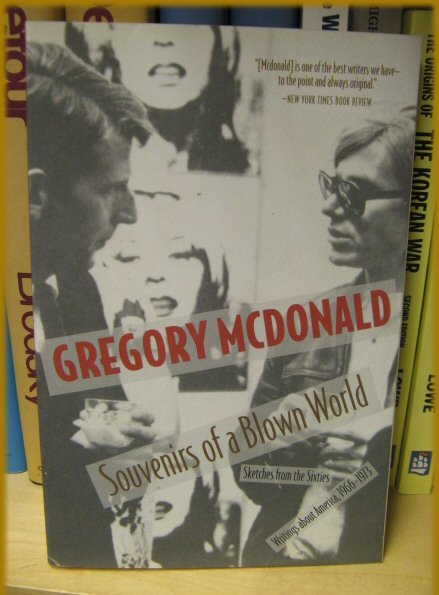 "[Mcdonald] is one of the best writers we have—
to the point and always original."
—NEW YORK TIMES BOOK REVIEW
GREGORY MCDONALD
Souvenirs of a Blown World
Sketches from the Sixties
Writings about America, 1966–1973
THE ORIGINS OF
THE KOREAN WAR
SECOND EDITION
LOWE